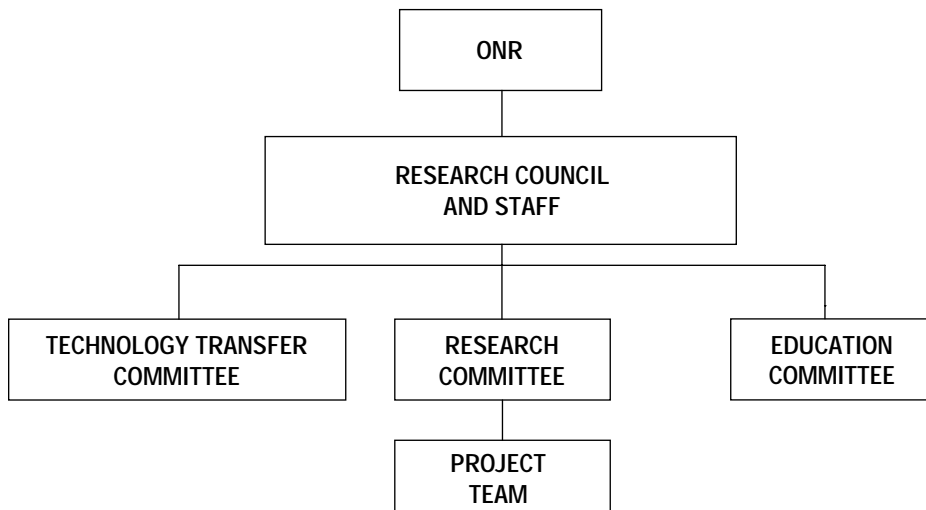 ONR
RESEARCH COUNCIL
AND STAFF
TECHNOLOGY TRANSFER
COMMITTEE
RESEARCH
COMMITTEE
EDUCATION
COMMITTEE
PROJECT
TEAM